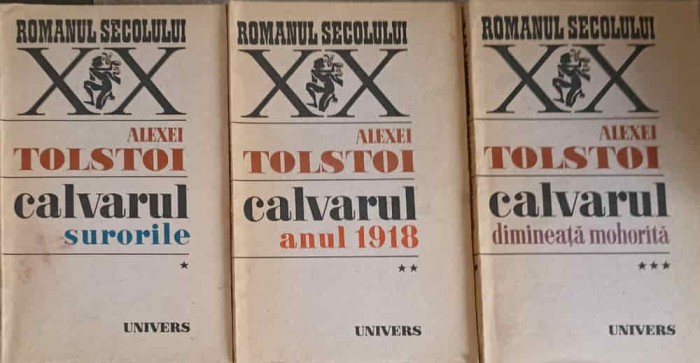 ROMANUL SECOLULUI
XX
ALEXEI
TOLSTOI
calvarul
surorile
★
UNIVERS
ROMANUL SECOLULUI
XX
ALEXEI
TOLSTOI
calvarul
anul 1918
★★
UNIVERS
ROMANUL SECOLULUI
XX
ALEXEI
TOLSTOI
calvarul
dimineață mohorită
★★★
UNIVERS